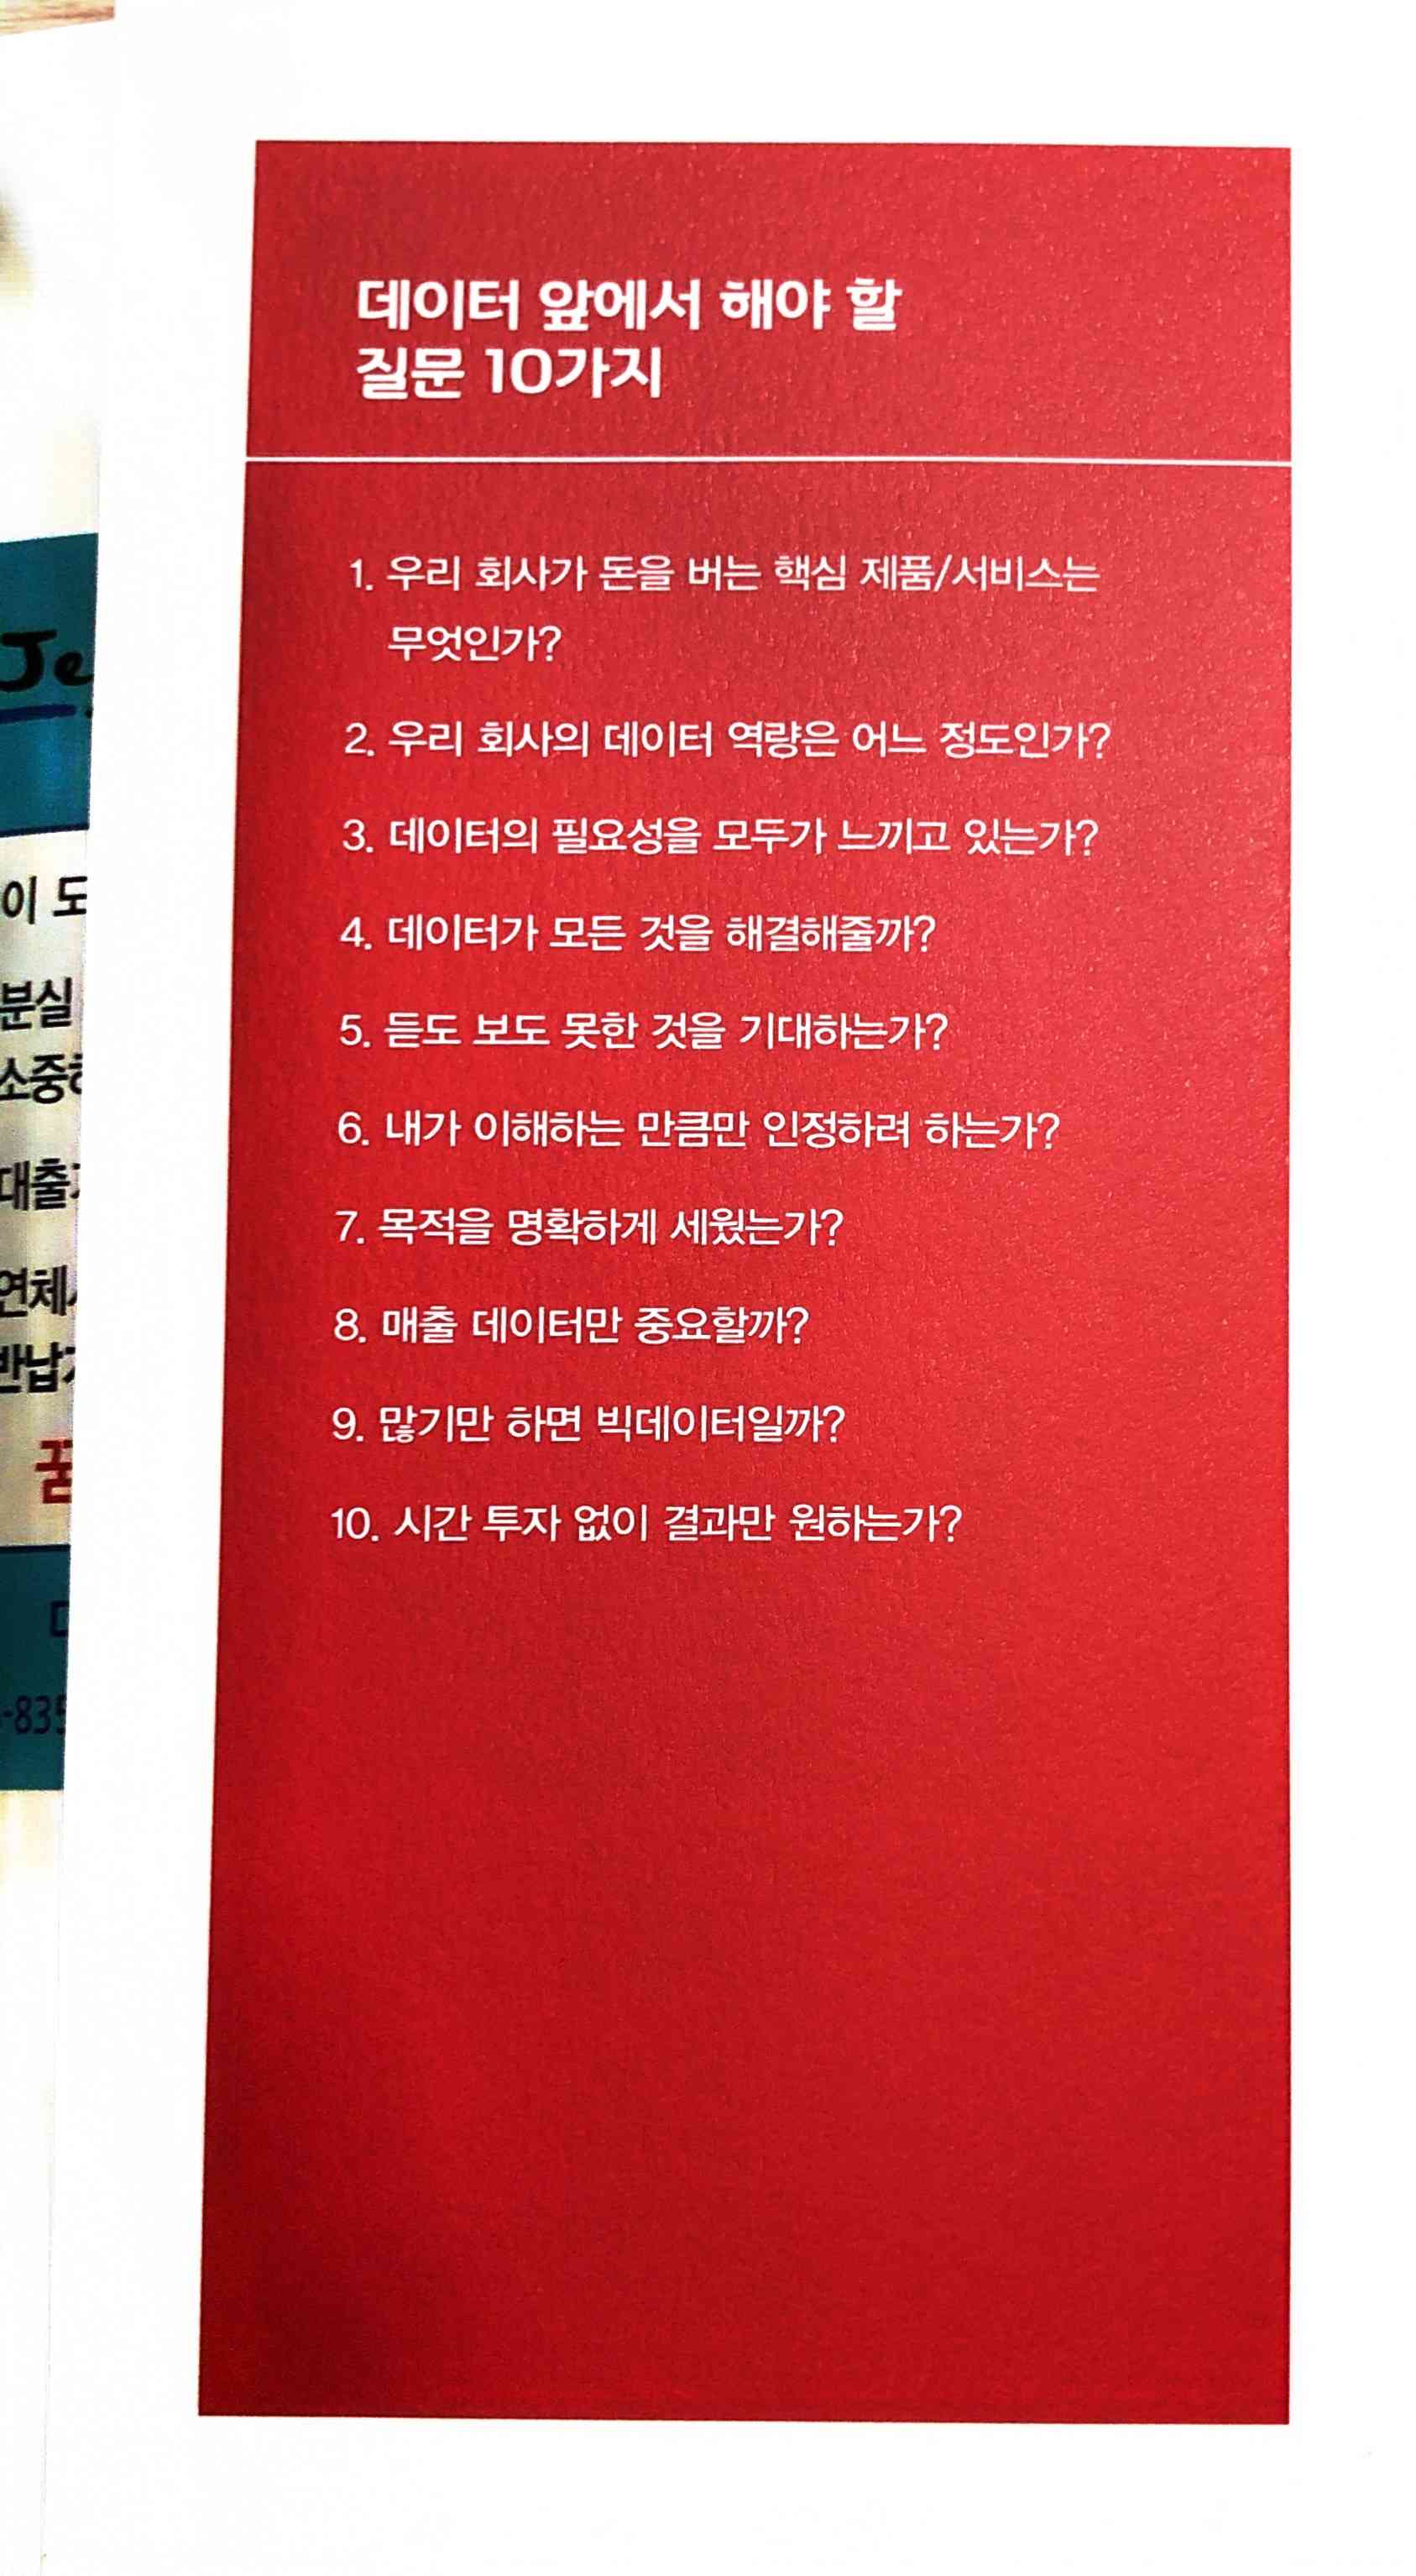 데이터 앞에서 해야 할
질문 10가지
1. 우리 회사가 돈을 버는 핵심 제품/서비스는
무엇인가?
2. 우리 회사의 데이터 역량은 어느 정도인가?
3. 데이터의 필요성을 모두가 느끼고 있는가?
4. 데이터가 모든 것을 해결해줄까?
5. 듣도 보도 못한 것을 기대하는가?
6. 내가 이해하는 만큼만 인정하려 하는가?
7. 목적을 명확하게 세웠는가?
8. 매출 데이터만 중요할까?
9. 많기만 하면 빅데이터일까?
10. 시간 투자 없이 결과만 원하는가?
Je
이
분실
대출
-835